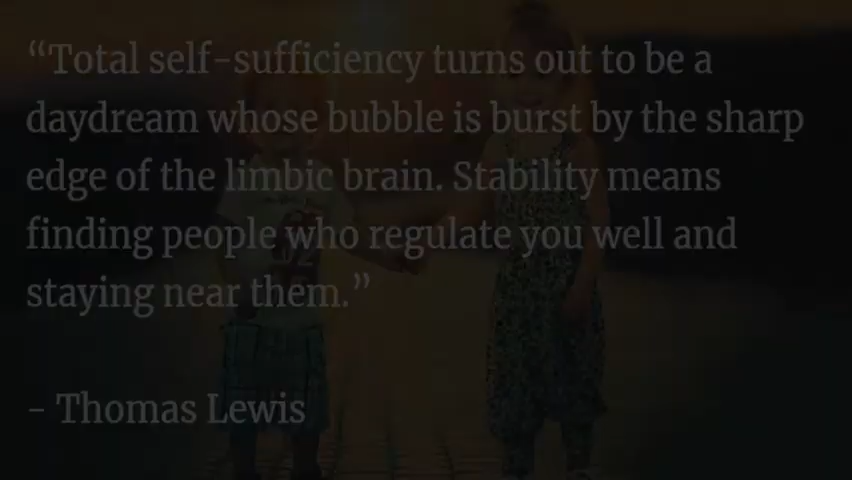 “Total self-sufficiency turns out to be a
daydream whose bubble is burst by the sharp
edge of the limbic brain. Stability means
finding people who regulate you well and
staying near them.”
- Thomas Lewis